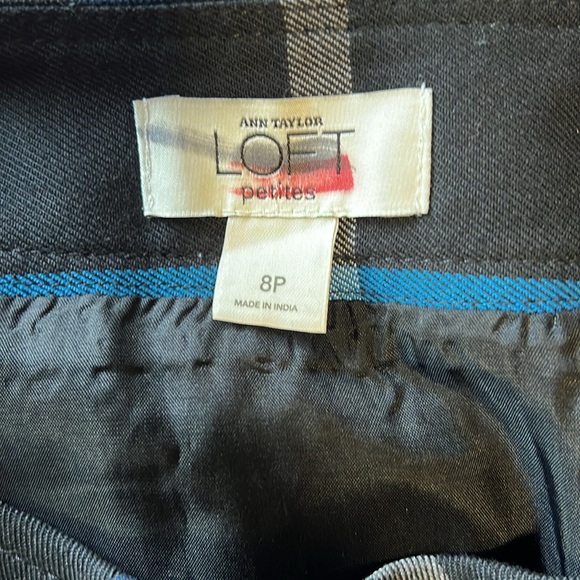 ANN TAYLOR
LOFT
petites
8P
MADE IN INDIA